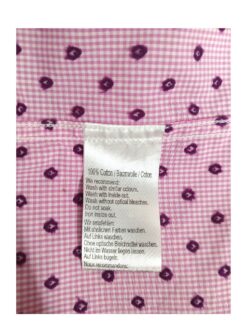 100% Cotton / Baumwolle / Coton
We recommend:
Wash with similar colours.
Wash with inside out.
Wash without optical bleaches.
Do not soak.
Iron inside out.
Wir empfehlen:
Mit ähnlichen Farben waschen.
Auf Links waschen.
Ohne optische Bleichmittel waschen.
Nicht im Wasser liegen lassen.
Auf Links bügeln.
Nous recommandons: